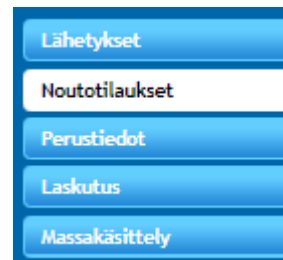 Lähetykset
Noutotilaukset
Perustiedot
Laskutus
Massakäsittely